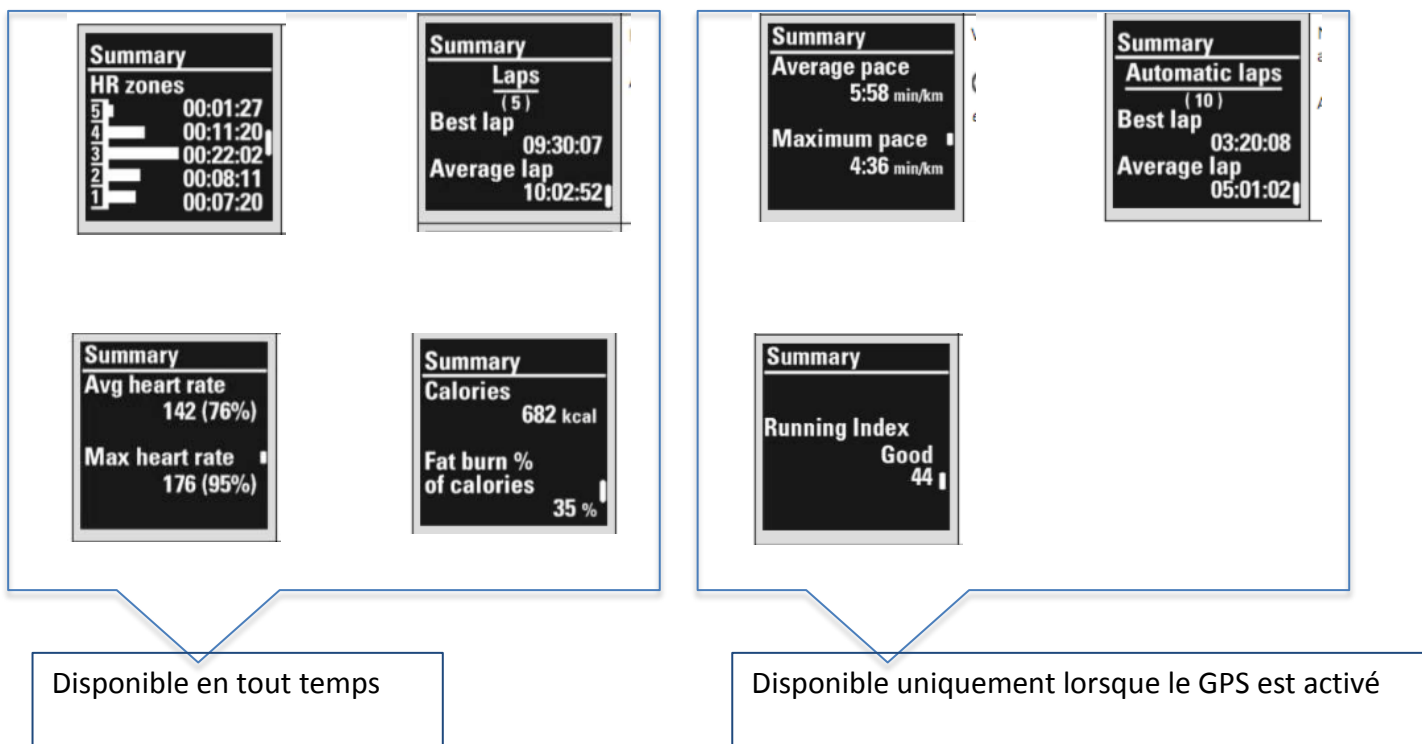 Summary
HR zones
5 00:01:27
4 00:11:20
3 00:22:02
2 00:08:11
1 00:07:20
Summary
Laps
(5)
Best lap
09:30:07
Average lap
10:02:52
Summary
Avg heart rate
142 (76%)
Max heart rate
176 (95%)
Summary
Calories
682 kcal
Fat burn %
of calories
35 %
Disponible en tout temps
Summary
Average pace
5:58 min/km
Maximum pace
4:36 min/km
Summary
Automatic laps
(10)
Best lap
03:20:08
Average lap
05:01:02
Summary
Running Index
Good
44
Disponible uniquement lorsque le GPS est activé